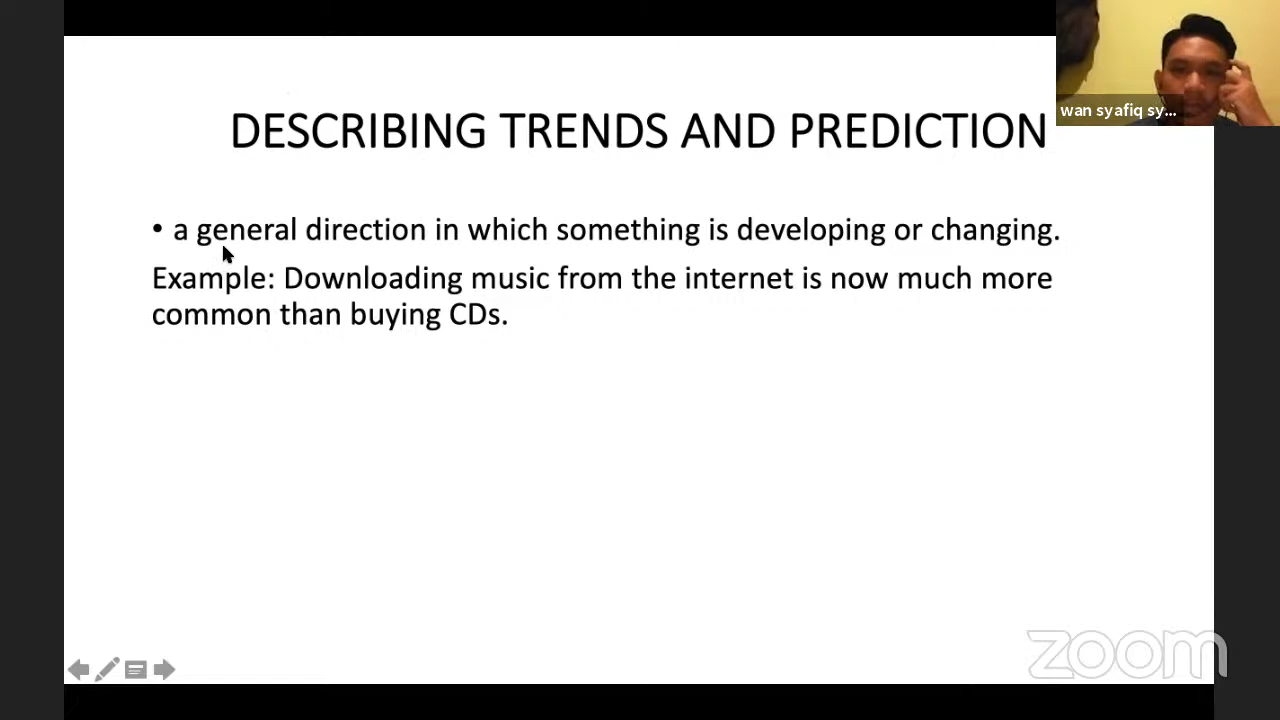 wan syafiq sy...
DESCRIBING TRENDS AND PREDICTION
• a general direction in which something is developing or changing.
Example: Downloading music from the internet is now much more
common than buying CDs.
zoom